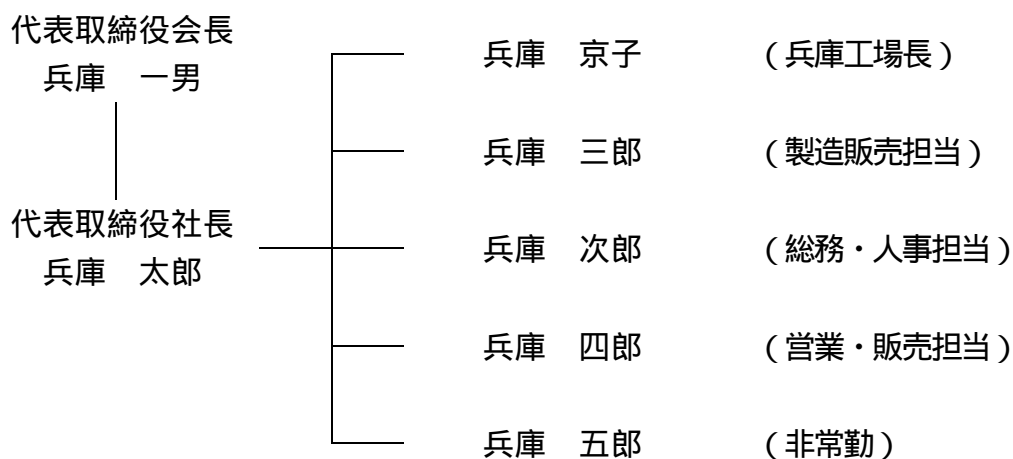 代表取締役会長
兵庫　一男
代表取締役社長
兵庫　太郎
兵庫　京子　（兵庫工場長）
兵庫　三郎　（製造販売担当）
兵庫　次郎　（総務・人事担当）
兵庫　四郎　（営業・販売担当）
兵庫　五郎　（非常勤）